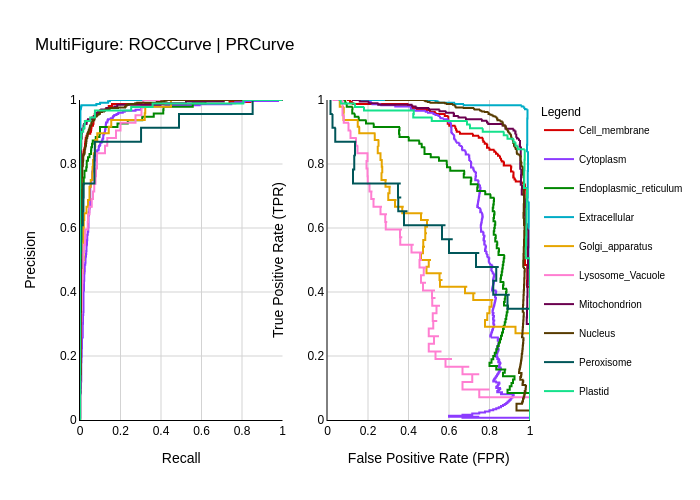 MultiFigure: ROCCurve | PRCurve
1
0.8
0.6
0.4
0.2
0
0
0.2
0.4
0.6
0.8
1
Precision
Recall
1
0.8
0.6
0.4
0.2
0
0
0.2
0.4
0.6
0.8
1
True Positive Rate (TPR)
False Positive Rate (FPR)
Legend
Cell_membrane
Cytoplasm
Endoplasmic_reticulum
Extracellular
Golgi_apparatus
Lysosome_Vacuole
Mitochondrion
Nucleus
Peroxisome
Plastid